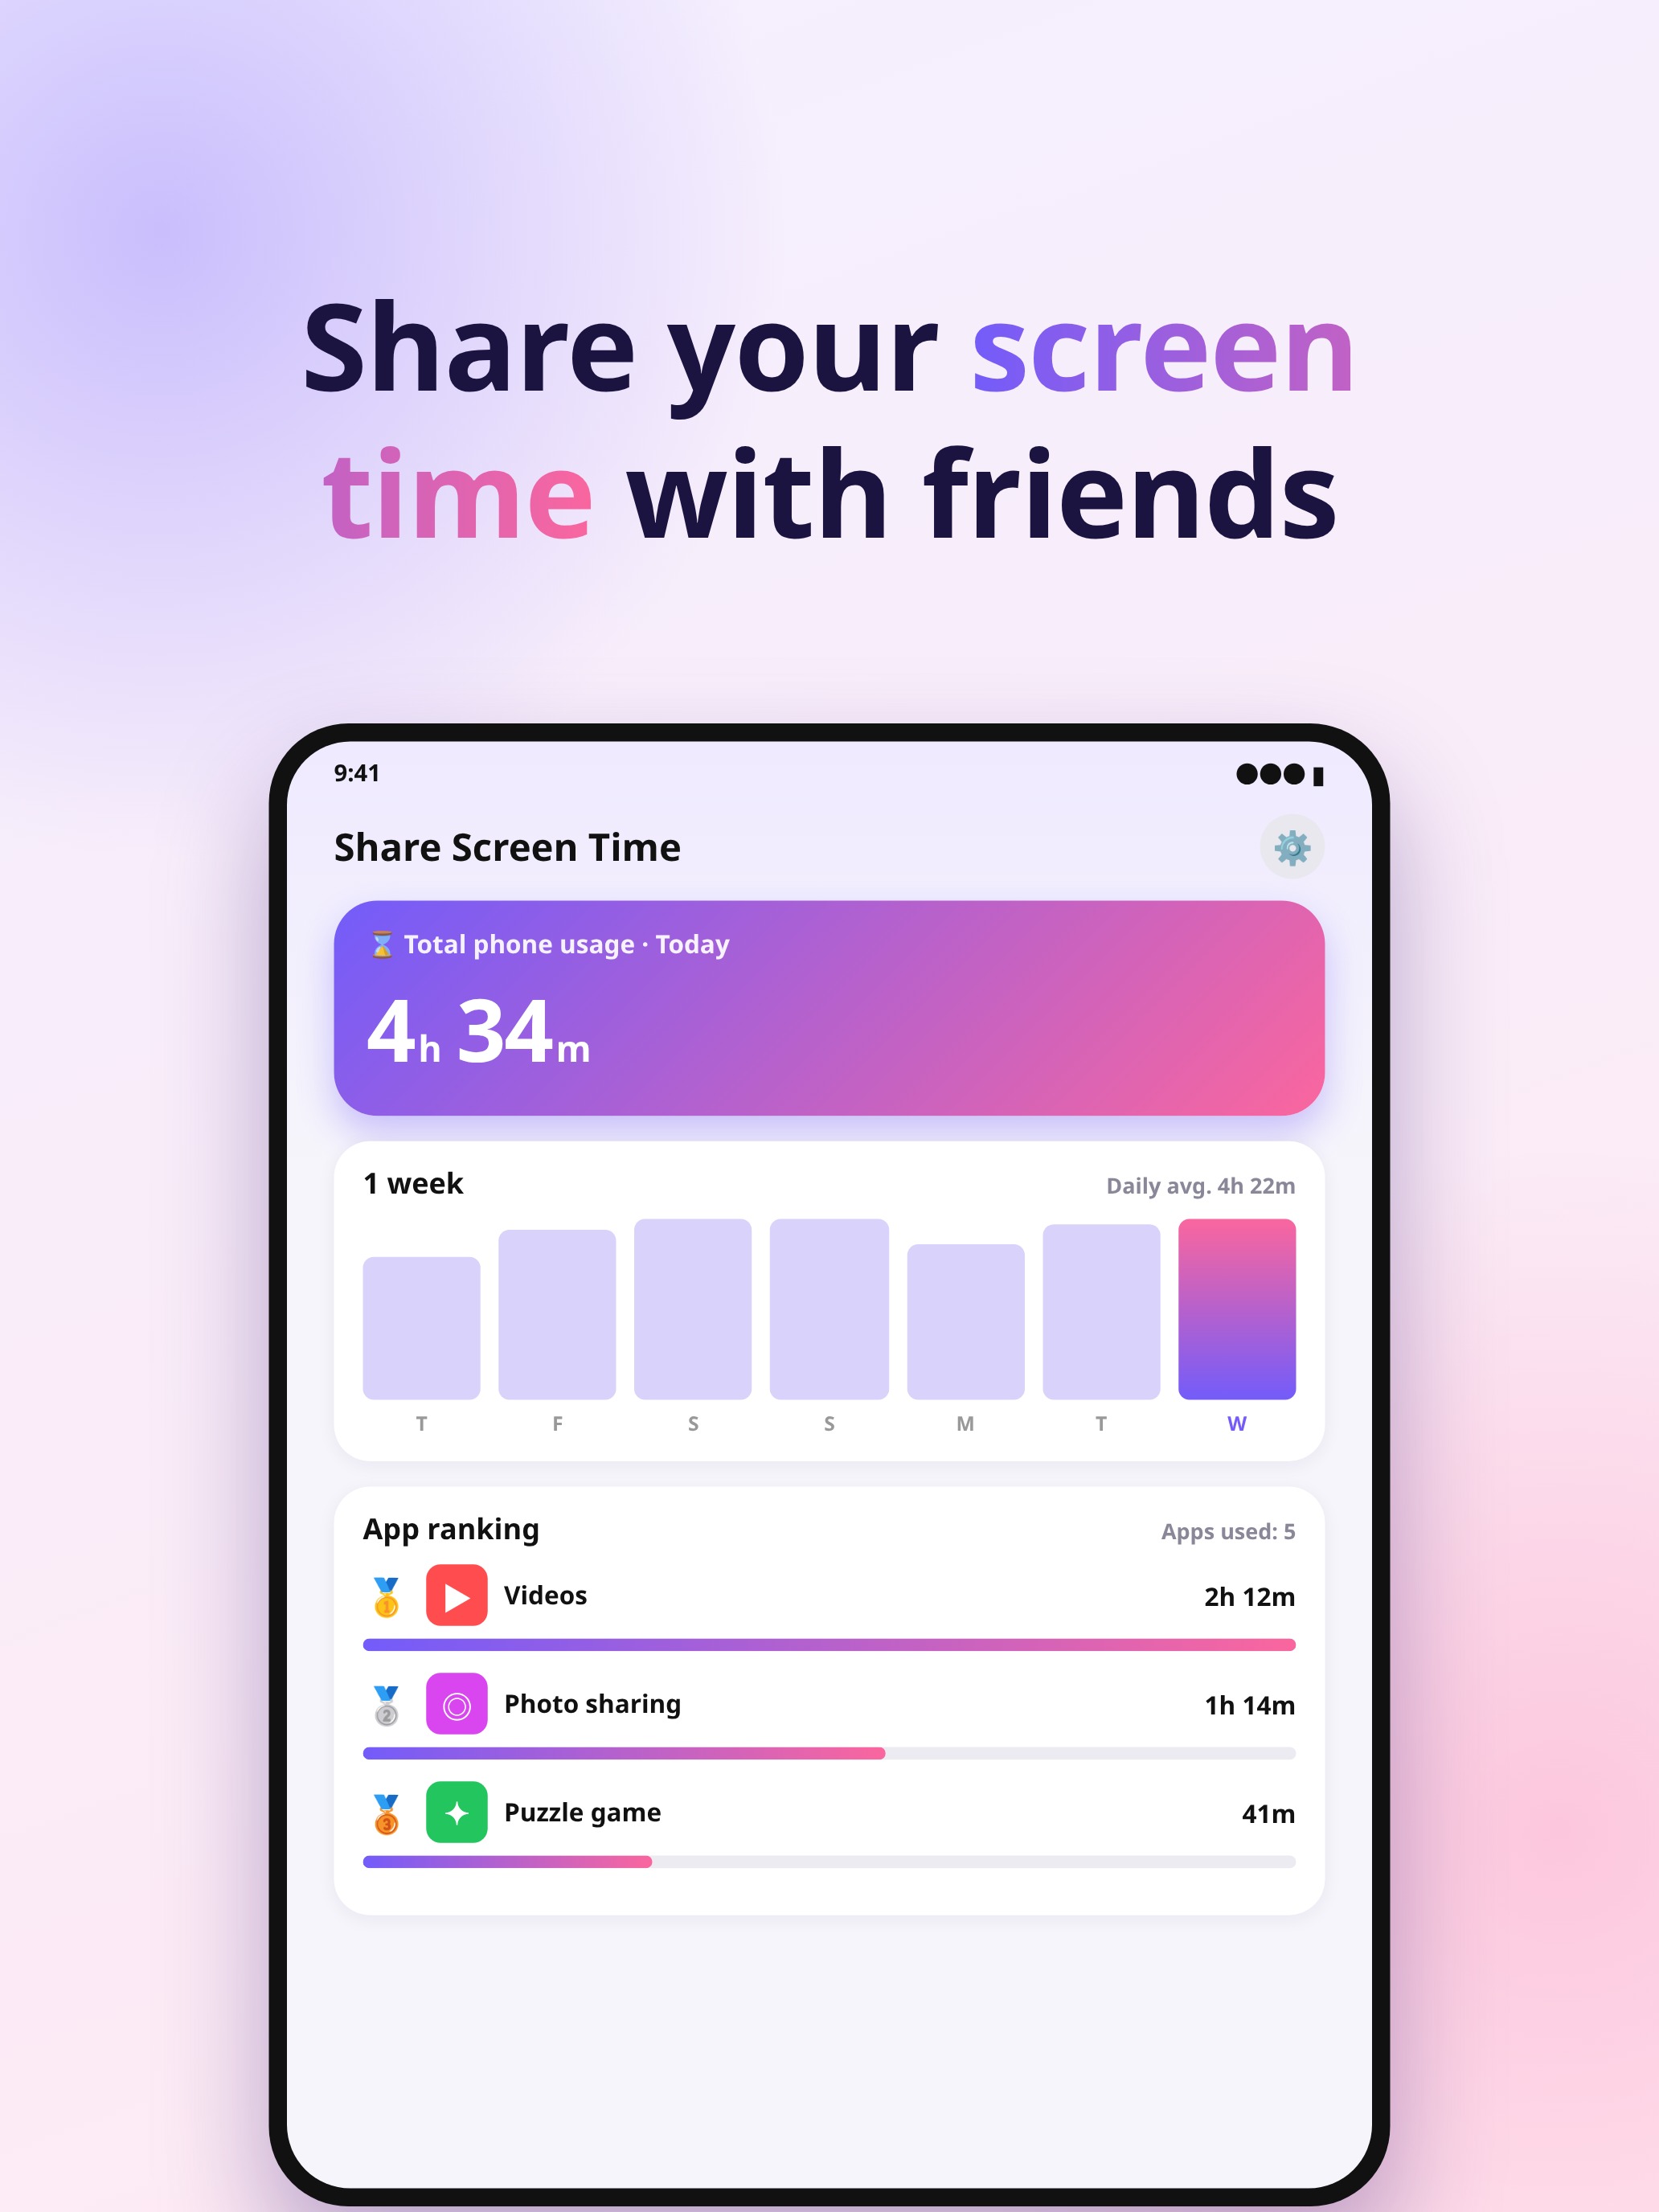 Share your screen
time with friends
9:41
Share Screen Time
⌛ Total phone usage · Today
4h 34m
1 week
Daily avg. 4h 22m
T F S S M T W
App ranking
Apps used: 5
Videos
2h 12m
Photo sharing
1h 14m
Puzzle game
41m